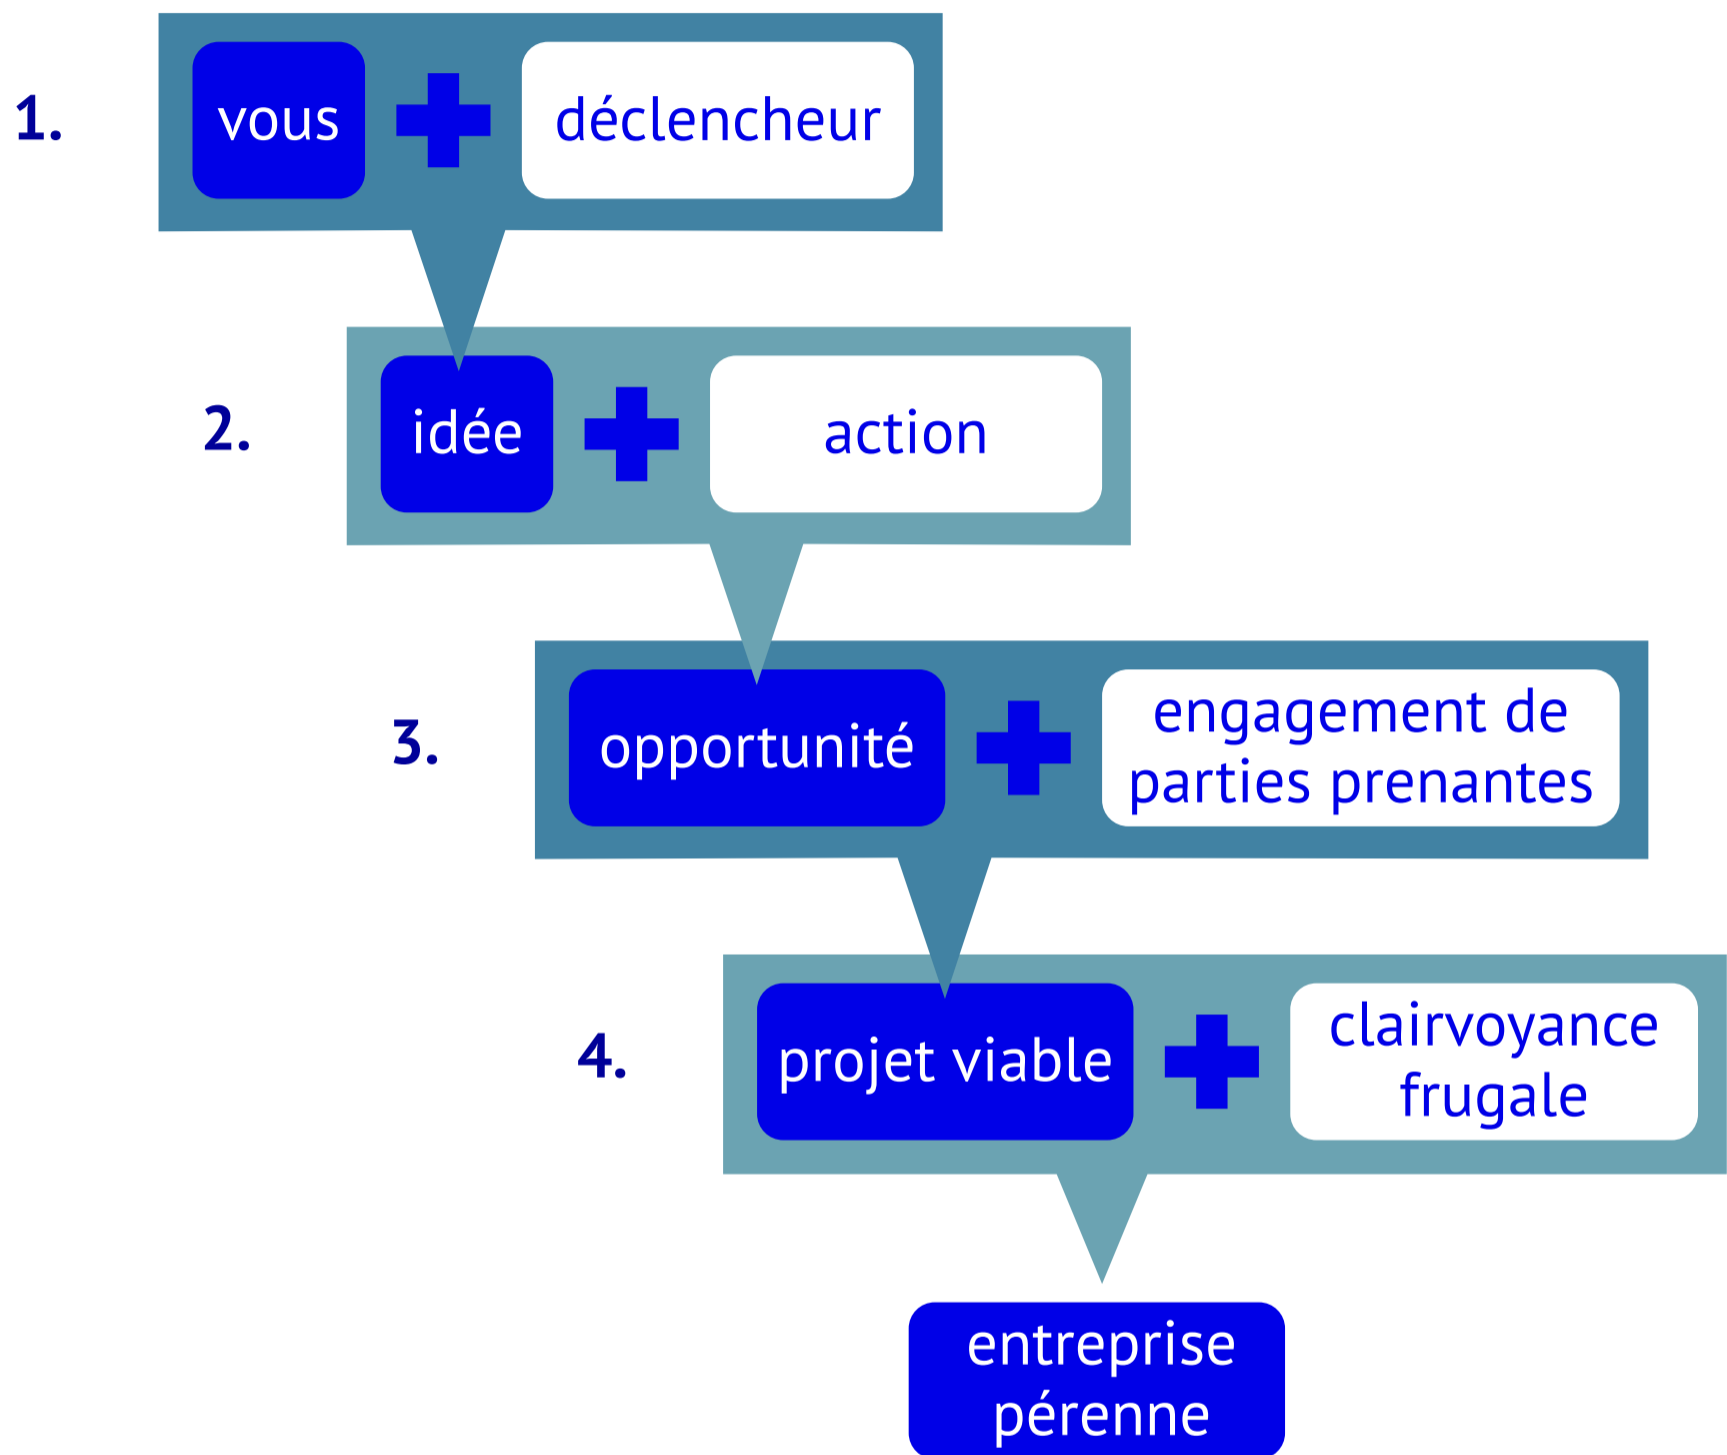 1.
vous
déclencheur
2.
idée
action
3.
opportunité
engagement de
parties prenantes
4.
projet viable
clairvoyance
frugale
entreprise
pérenne